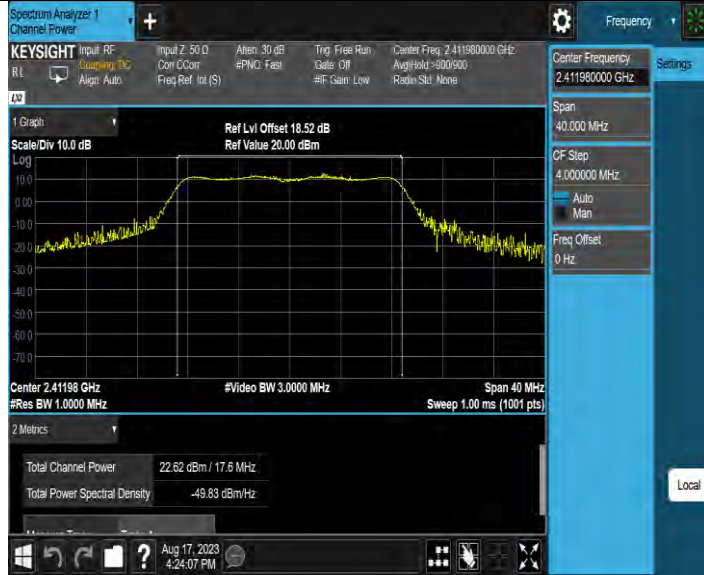 Spectrum Analyzer 1
Channel Power
+
Frequency
KEYSIGHT
RL
LXI
Input: RF
Coupling: DC
Align: Auto
Input Z: 50 Ω
Corr CCorr
Freq Ref: Int (S)
Atten: 30 dB
#PNO: Fast
Trig: Free Run
Gate: Off
#IF Gain: Low
Center Freq: 2.411980000 GHz
Avg|Hold:>900/900
Radio Std: None
Center Frequency
2.411980000 GHz
Settings
Span
40.000 MHz
CF Step
4.000000 MHz
Auto
Man
Freq Offset
0 Hz
1 Graph
Scale/Div 10.0 dB
Ref Lvl Offset 18.52 dB
Ref Value 20.00 dBm
Log
10.0
0.00
-10.0
-20.0
-30.0
-40.0
-50.0
-60.0
-70.0
Center 2.41198 GHz
#Video BW 3.0000 MHz
Span 40 MHz
#Res BW 1.0000 MHz
Sweep 1.00 ms (1001 pts)
2 Metrics
Total Channel Power
22.62 dBm / 17.6 MHz
Total Power Spectral Density
-49.83 dBm/Hz
Local
?
Aug 17, 2023
4:24:07 PM